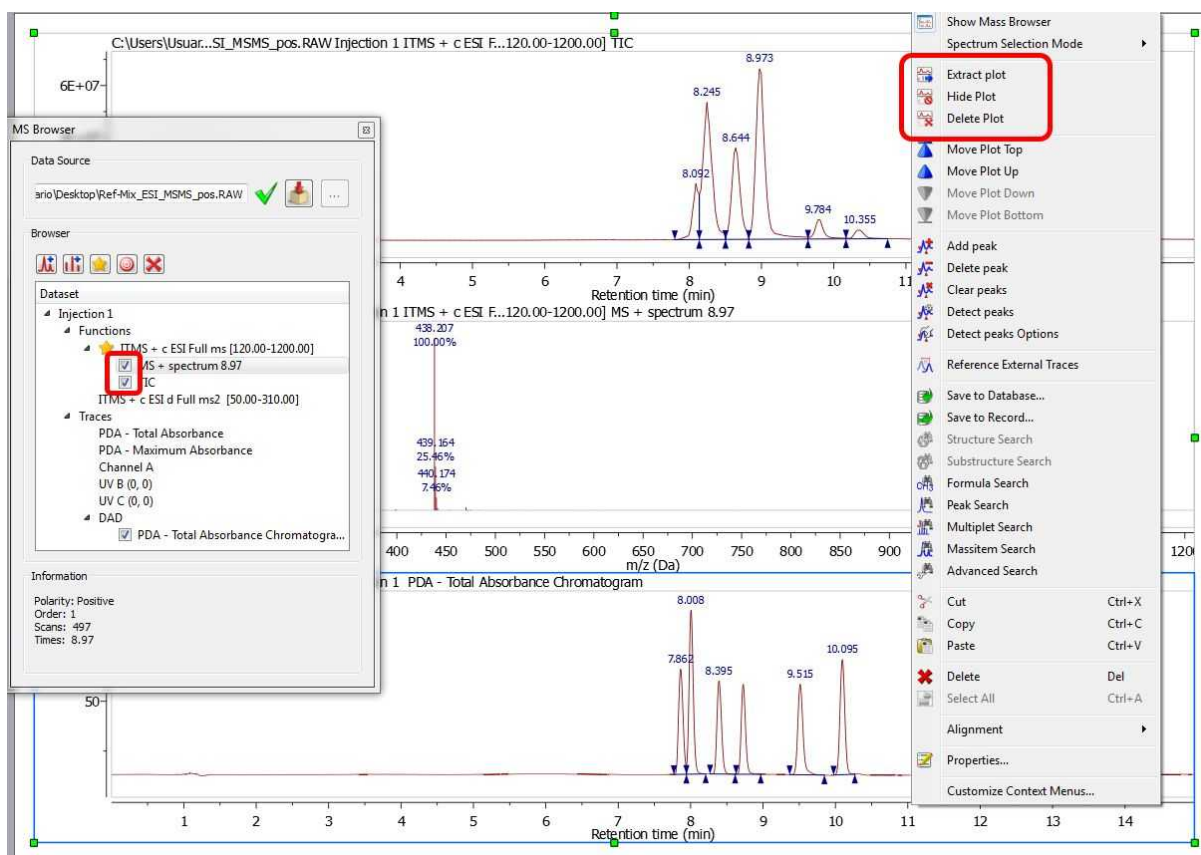 C:\Users\Usuar...SI_MSMS_pos.RAW Injection 1 ITMS + c ESI F...120.00-1200.00] TIC
6E+07
8.092
8.245
8.644
8.973
9.784
10.355
4 5 6 7 8 9 10 11
Retention time (min)
n 1 ITMS + c ESI F...120.00-1200.00] MS + spectrum 8.97
438.207
100.00%
439.164
25.46%
440.174
7.46%
400 450 500 550 600 650 700 750 800 850 900 120
m/z (Da)
n 1 PDA - Total Absorbance Chromatogram
50
7.862
8.008
8.395
9.515
10.095
1 2 3 4 5 6 7 8 9 10 11 12 13 14
Retention time (min)
MS Browser
Data Source
ario\Desktop\Ref-Mix_ESI_MSMS_pos.RAW
...
Browser
Dataset
Injection 1
Functions
ITMS + c ESI Full ms [120.00-1200.00]
MS + spectrum 8.97
TIC
ITMS + c ESI d Full ms2 [50.00-310.00]
Traces
PDA - Total Absorbance
PDA - Maximum Absorbance
Channel A
UV B (0, 0)
UV C (0, 0)
DAD
PDA - Total Absorbance Chromatogra...
Information
Polarity: Positive
Order: 1
Scans: 497
Times: 8.97
Show Mass Browser
Spectrum Selection Mode
Extract plot
Hide Plot
Delete Plot
Move Plot Top
Move Plot Up
Move Plot Down
Move Plot Bottom
Add peak
Delete peak
Clear peaks
Detect peaks
Detect peaks Options
Reference External Traces
Save to Database...
Save to Record...
Structure Search
Substructure Search
Formula Search
Peak Search
Multiplet Search
Massitem Search
Advanced Search
Cut Ctrl+X
Copy Ctrl+C
Paste Ctrl+V
Delete Del
Select All Ctrl+A
Alignment
Properties...
Customize Context Menus...